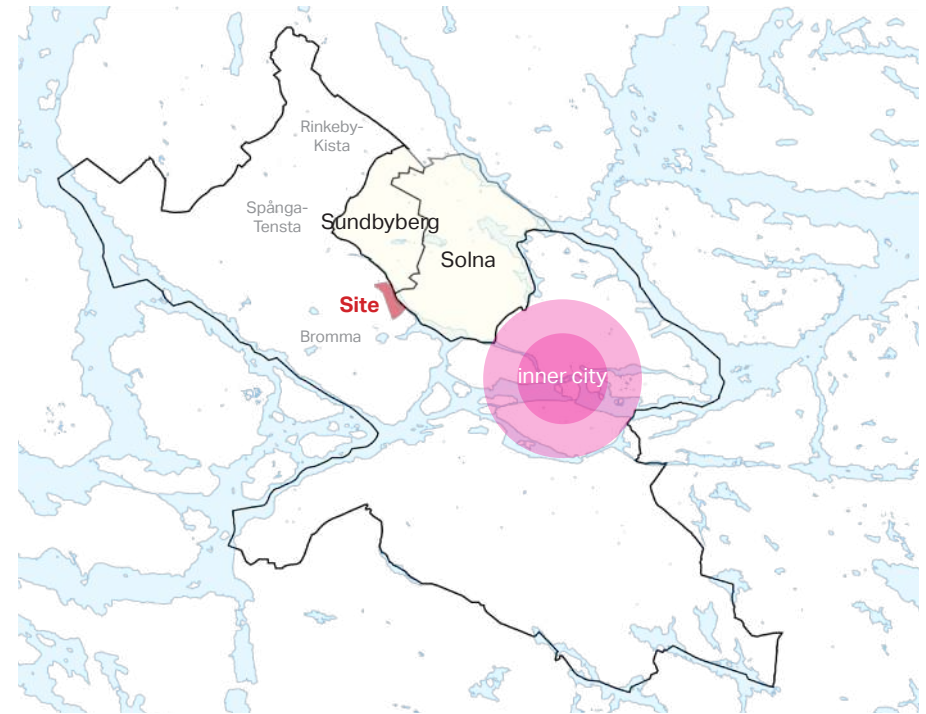 Rinkeby-
Kista
Spånga-
Tensta
Sundbyberg
Solna
Site
Bromma
inner city